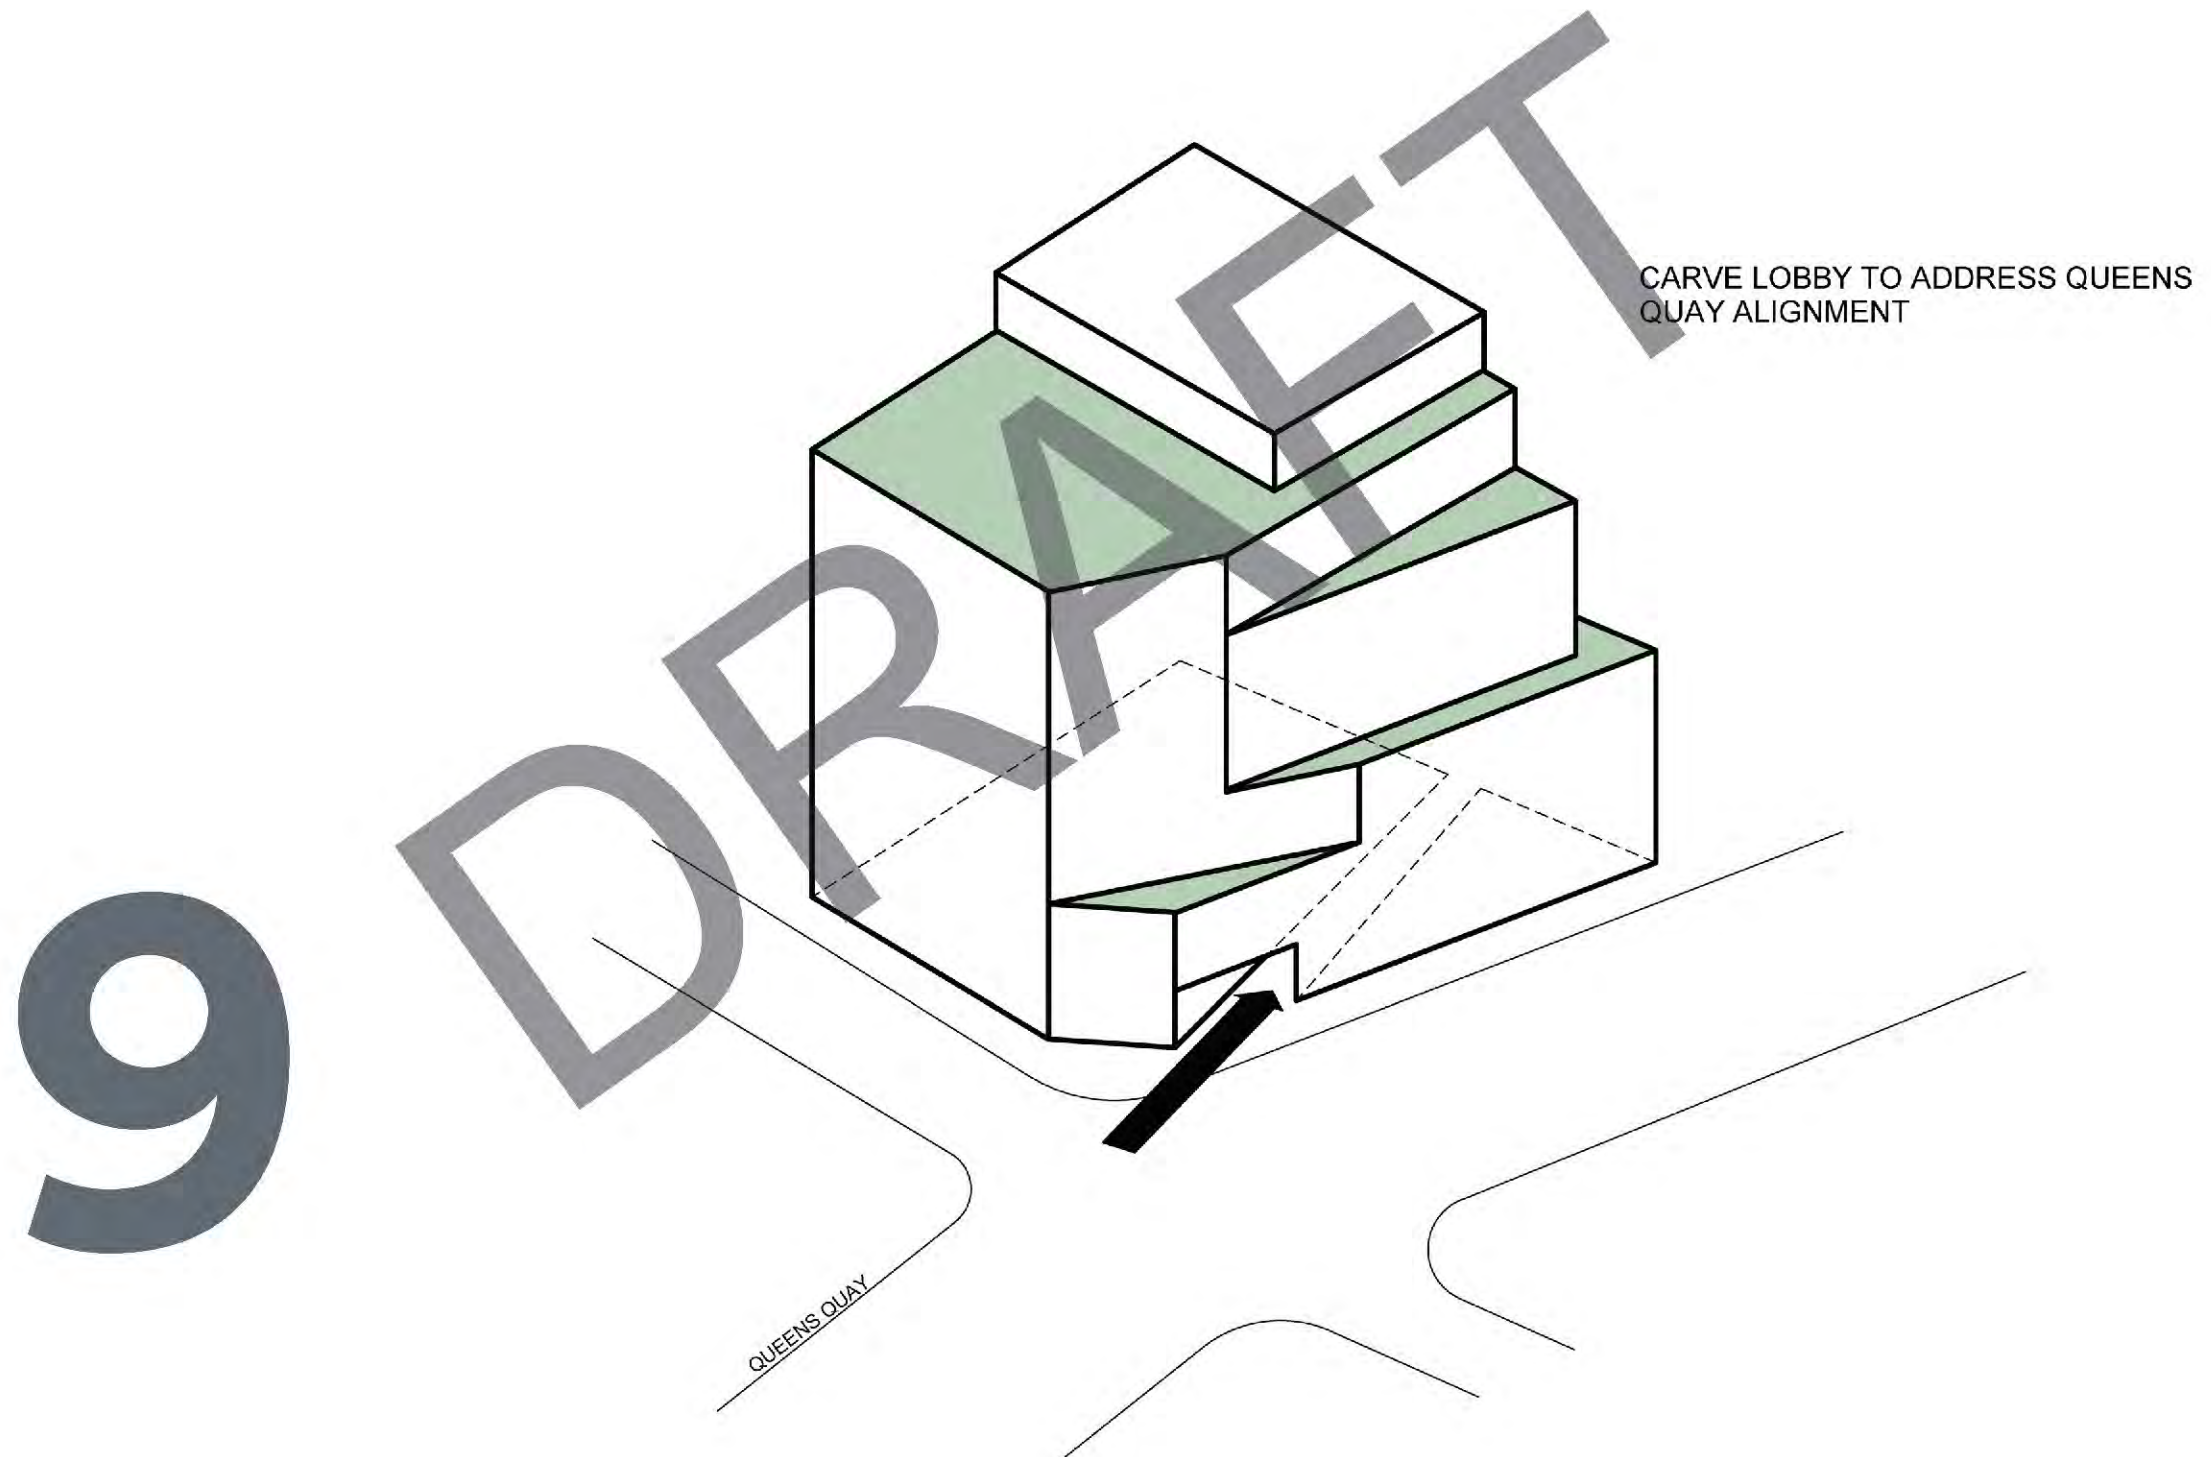 CARVE LOBBY TO ADDRESS QUEENS
QUAY ALIGNMENT
DRAFT
9
QUEENS QUAY